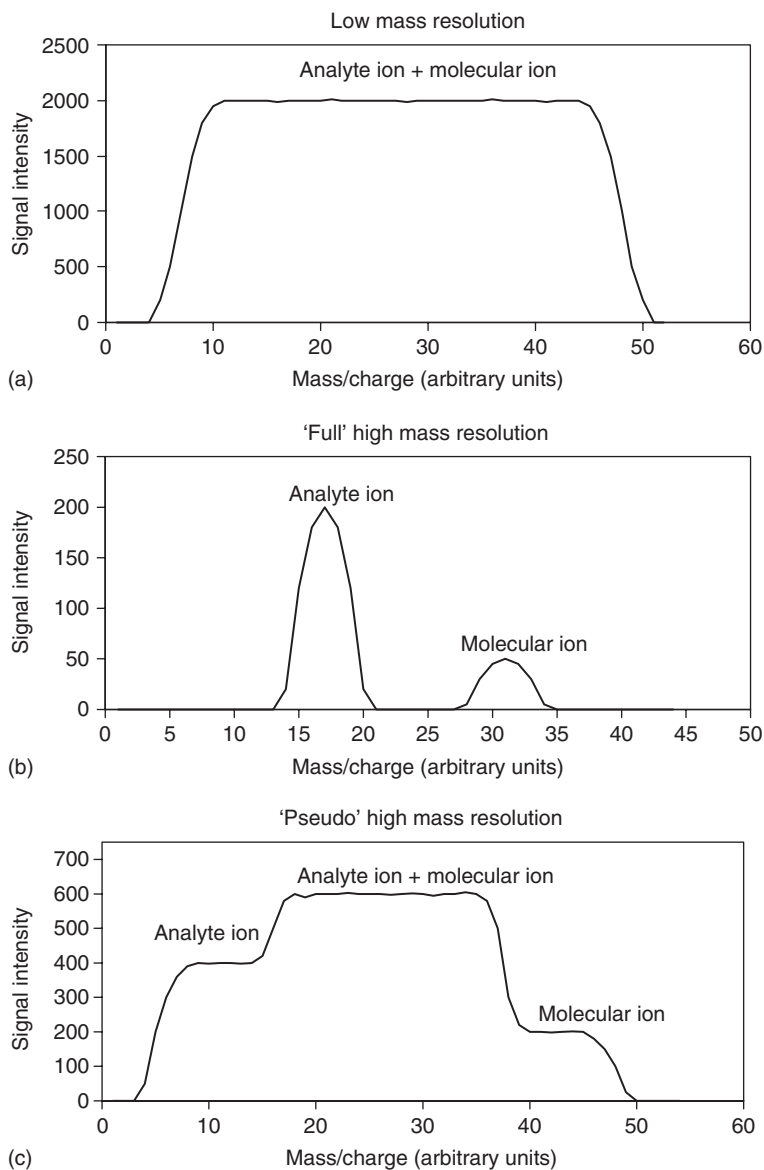 Low mass resolution
2500
2000
1500
1000
500
0
Signal intensity
Analyte ion + molecular ion
0 10 20 30 40 50 60
Mass/charge (arbitrary units)
(a)
‘Full’ high mass resolution
250
200
150
100
50
0
Signal intensity
Analyte ion
Molecular ion
0 5 10 15 20 25 30 35 40 45 50
Mass/charge (arbitrary units)
(b)
‘Pseudo’ high mass resolution
700
600
500
400
300
200
100
0
Signal intensity
Analyte ion + molecular ion
Analyte ion
Molecular ion
0 10 20 30 40 50 60
Mass/charge (arbitrary units)
(c)